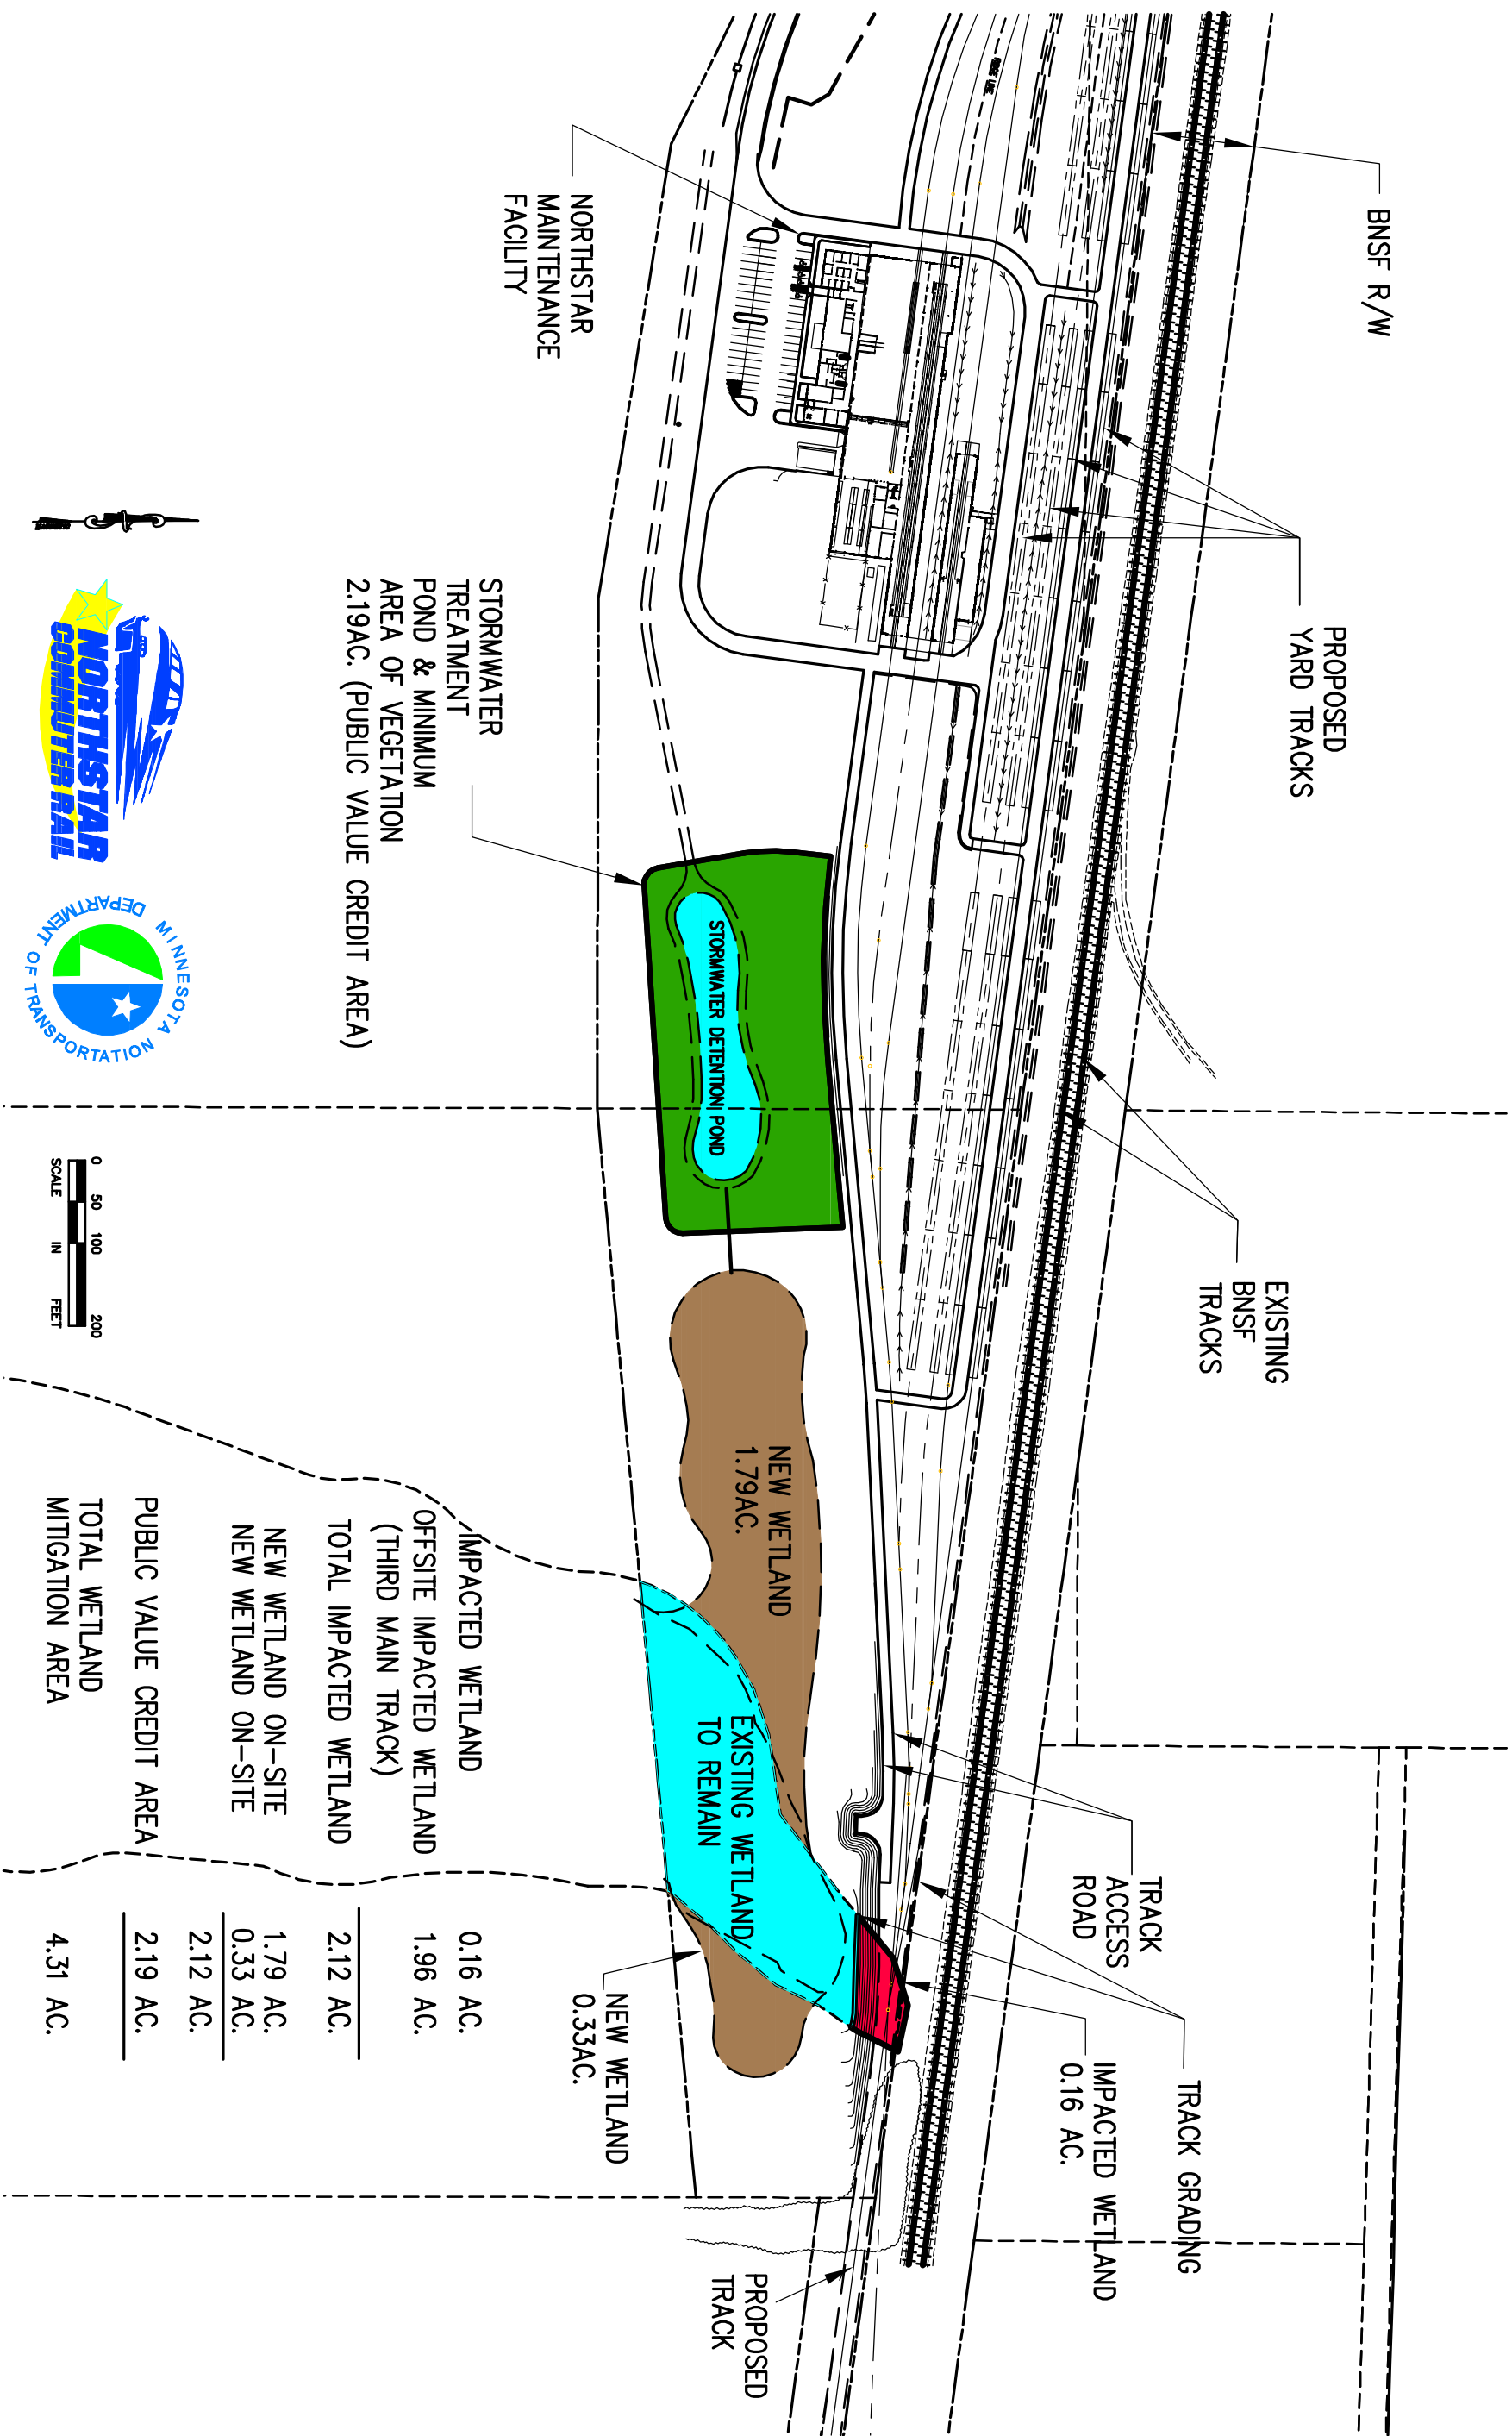 BNSF R/W
RIDGE LINE
NORTHSTAR
MAINTENANCE
FACILITY
PROPOSED
YARD TRACKS
EXISTING
BNSF
TRACKS
STORMWATER
TREATMENT
POND & MINIMUM
AREA OF VEGETATION
2.19AC. (PUBLIC VALUE CREDIT AREA)
STORMWATER DETENTION POND
NEW WETLAND
1.79AC.
EXISTING WETLAND
TO REMAIN
TRACK
ACCESS
ROAD
TRACK GRADING
IMPACTED WETLAND
0.16 AC.
NEW WETLAND
0.33AC.
PROPOSED
TRACK
NORTHSTAR
COMMUTER RAIL
MINNESOTA
DEPARTMENT OF TRANSPORTATION
0 50 100 200
SCALE IN FEET
IMPACTED WETLAND 0.16 AC.
OFFSITE IMPACTED WETLAND 1.96 AC.
(THIRD MAIN TRACK)
TOTAL IMPACTED WETLAND 2.12 AC.
NEW WETLAND ON-SITE 1.79 AC.
NEW WETLAND ON-SITE 0.33 AC.
2.12 AC.
PUBLIC VALUE CREDIT AREA 2.19 AC.
TOTAL WETLAND
MITIGATION AREA 4.31 AC.